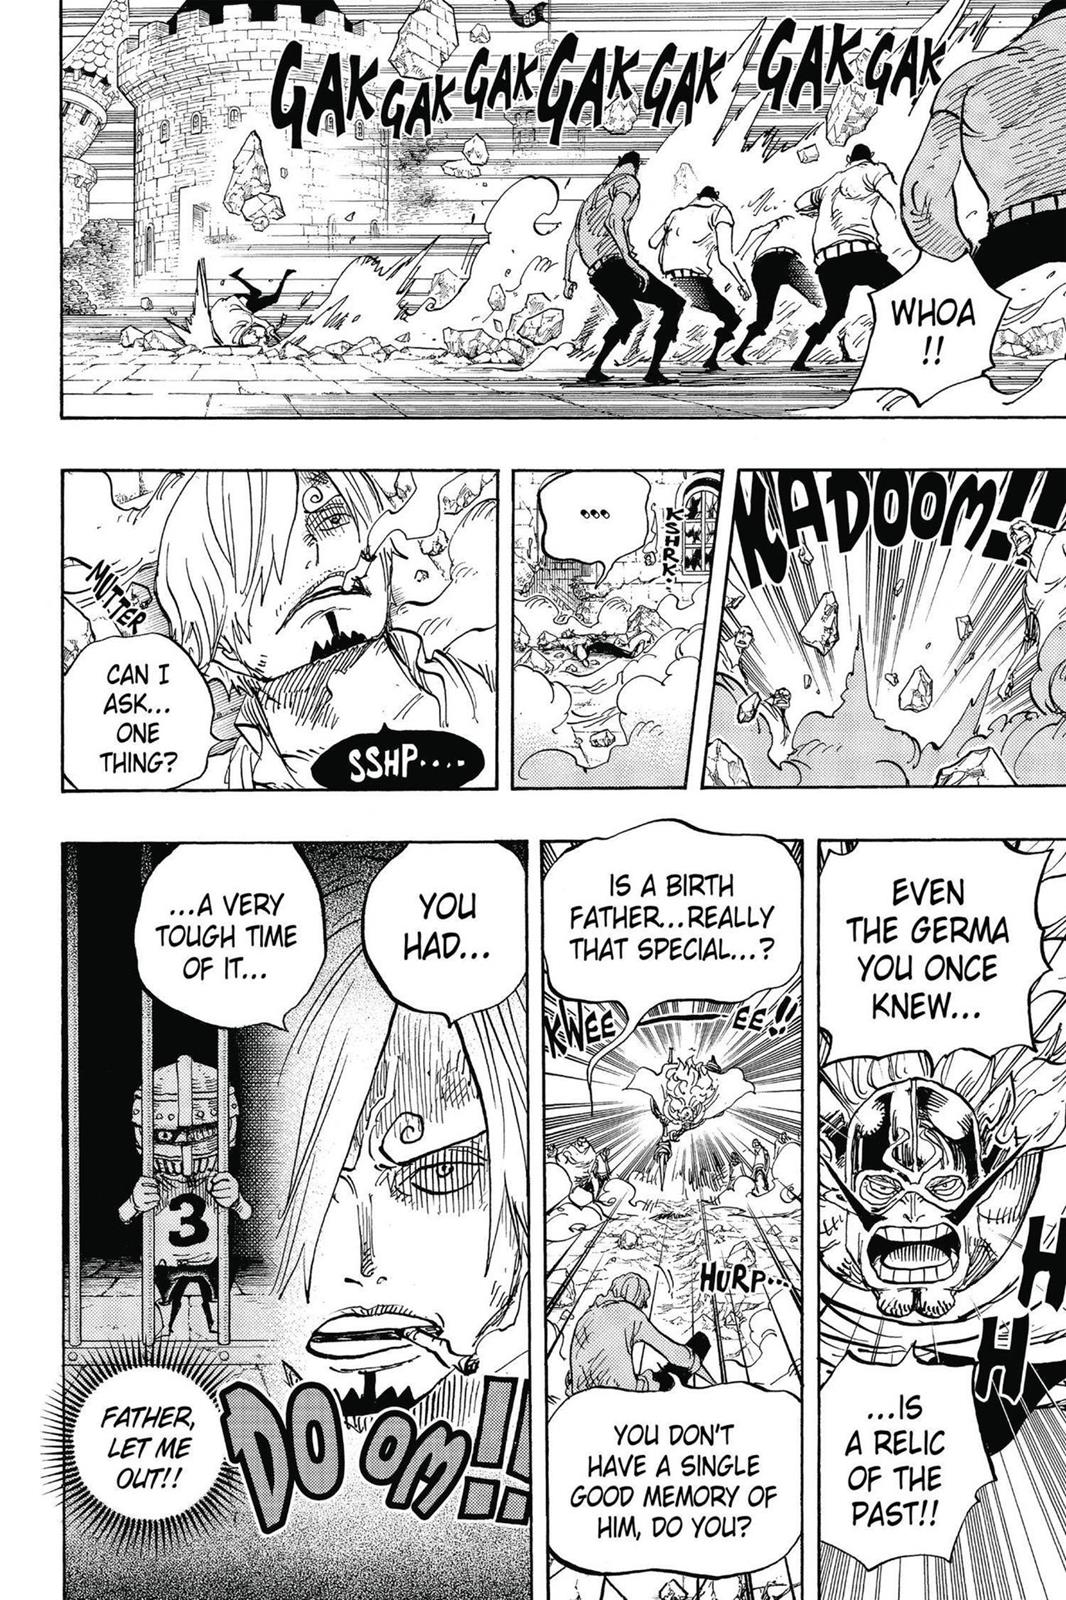 GAK GAK GAK GAK GAK GAK GAK
WHOA
!!
KADOOM!!
...
KSHRK..
MUTTER
CAN I
ASK...
ONE
THING?
SSHP....
EVEN
THE GERMA
YOU ONCE
KNEW...
...IS
A RELIC
OF THE
PAST!!
H
H
IS A BIRTH
FATHER...REALLY
THAT SPECIAL...?
KWEE
EE!!
HURP...
YOU DON'T
HAVE A SINGLE
GOOD MEMORY OF
HIM, DO YOU?
YOU
HAD...
...A VERY
TOUGH TIME
OF IT...
3
FATHER,
LET ME
OUT!!
DOOOM!!